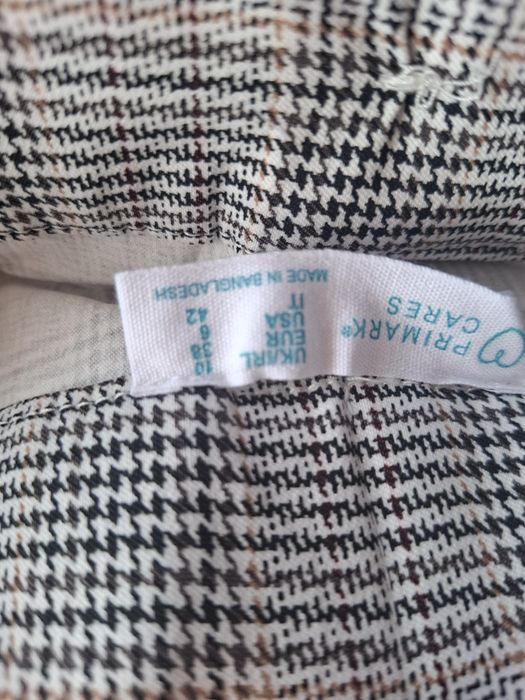 PRIMARK®
CARES
UK/IRL 10
EUR 38
USA 6
IT 42
MADE IN BANGLADESH